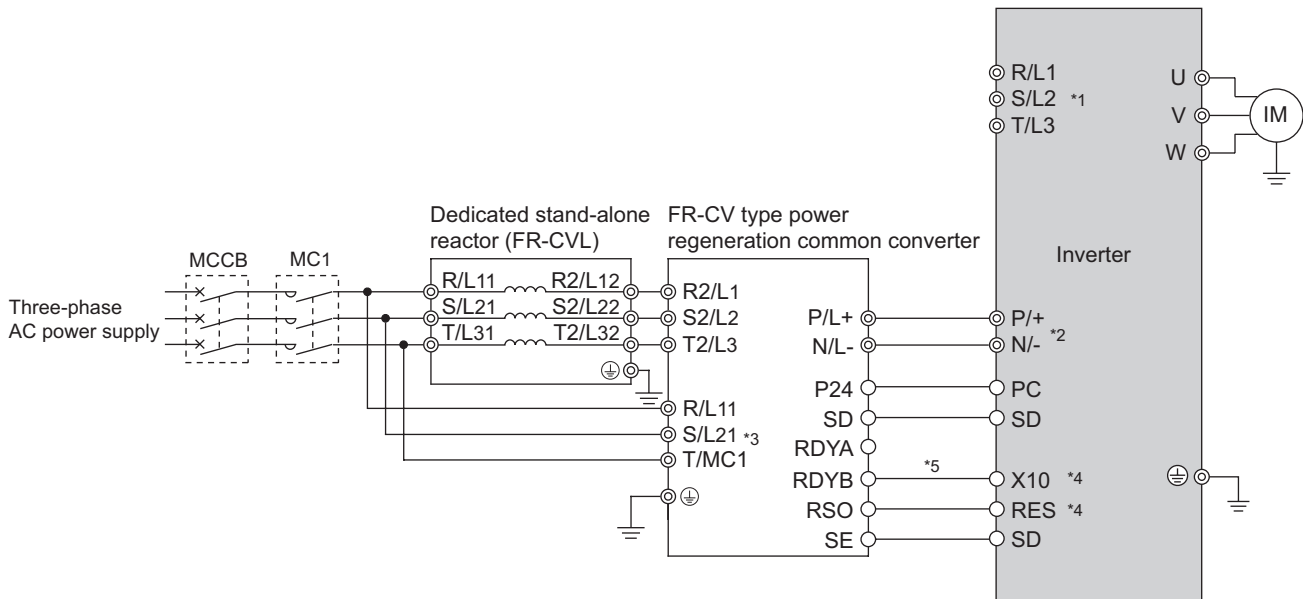 R/L1
S/L2 *1
T/L3
U
V
W
IM
Dedicated stand-alone
reactor (FR-CVL)
FR-CV type power
regeneration common converter
Inverter
MCCB
MC1
Three-phase
AC power supply
R/L11
R2/L12
S/L21
S2/L22
T/L31
T2/L32
R2/L1
S2/L2
T2/L3
R/L11
S/L21 *3
T/MC1
P/L+
N/L-
P24
SD
RDYA
RDYB
RSO
SE
*5
P/+
*2
N/-
PC
SD
X10 *4
RES *4
SD